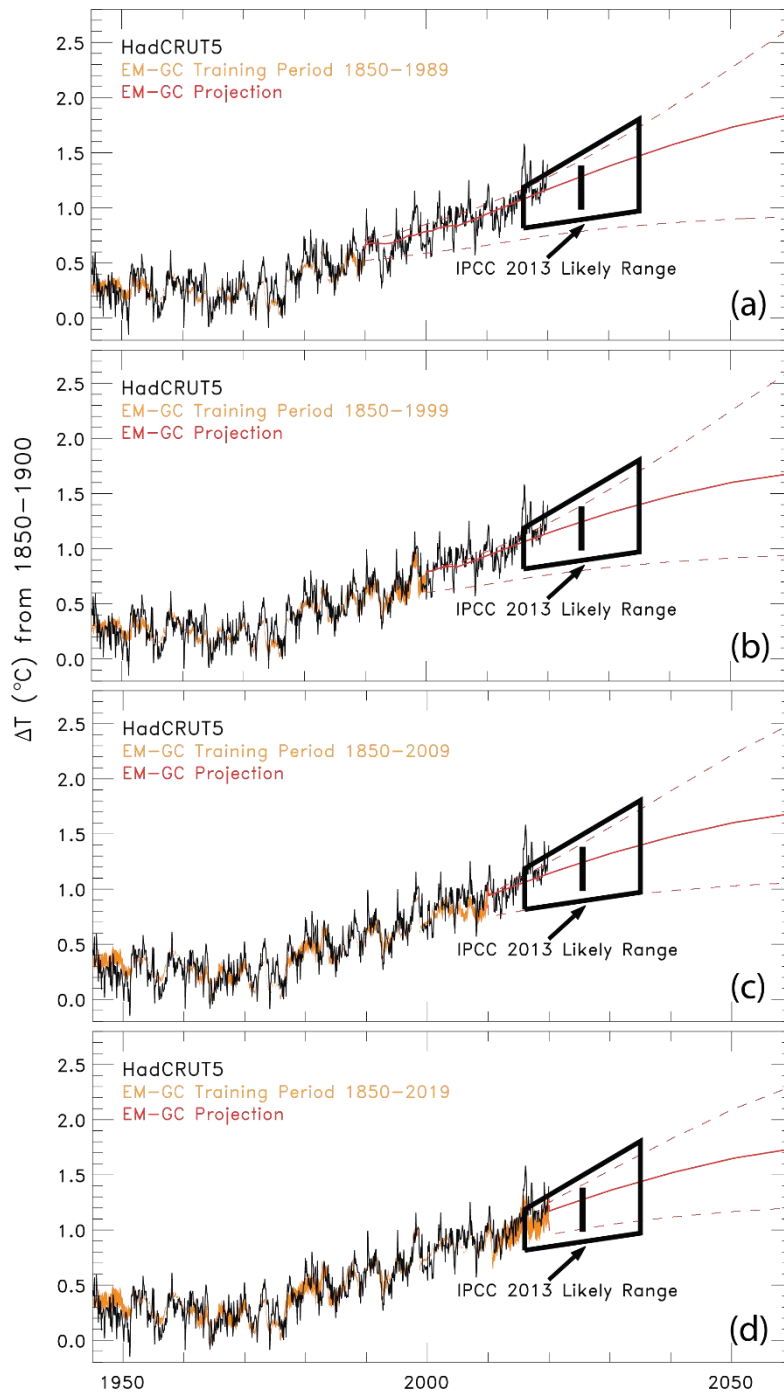 ΔT (°C) from 1850−1900
2.5
2.0
1.5
1.0
0.5
0.0
HadCRUT5
EM−GC Training Period 1850−1989
EM−GC Projection
IPCC 2013 Likely Range
(a)
2.5
2.0
1.5
1.0
0.5
0.0
HadCRUT5
EM−GC Training Period 1850−1999
EM−GC Projection
IPCC 2013 Likely Range
(b)
2.5
2.0
1.5
1.0
0.5
0.0
HadCRUT5
EM−GC Training Period 1850−2009
EM−GC Projection
IPCC 2013 Likely Range
(c)
2.5
2.0
1.5
1.0
0.5
0.0
HadCRUT5
EM−GC Training Period 1850−2019
EM−GC Projection
IPCC 2013 Likely Range
(d)
1950 2000 2050